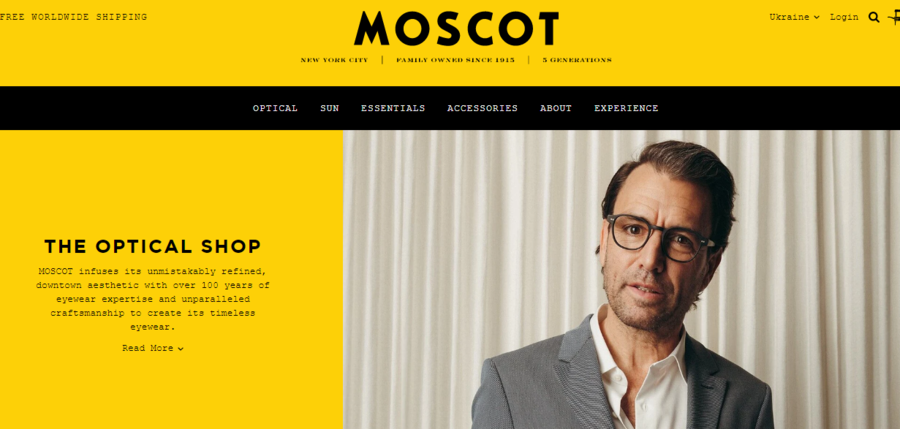 FREE WORLDWIDE SHIPPING
MOSCOT
Ukraine
Login
NEW YORK CITY | FAMILY OWNED SINCE 1915 | 5 GENERATIONS
OPTICAL SUN ESSENTIALS ACCESSORIES ABOUT EXPERIENCE
THE OPTICAL SHOP
MOSCOT infuses its unmistakably refined,
downtown aesthetic with over 100 years of
eyewear expertise and unparalleled
craftsmanship to create its timeless
eyewear.
Read More